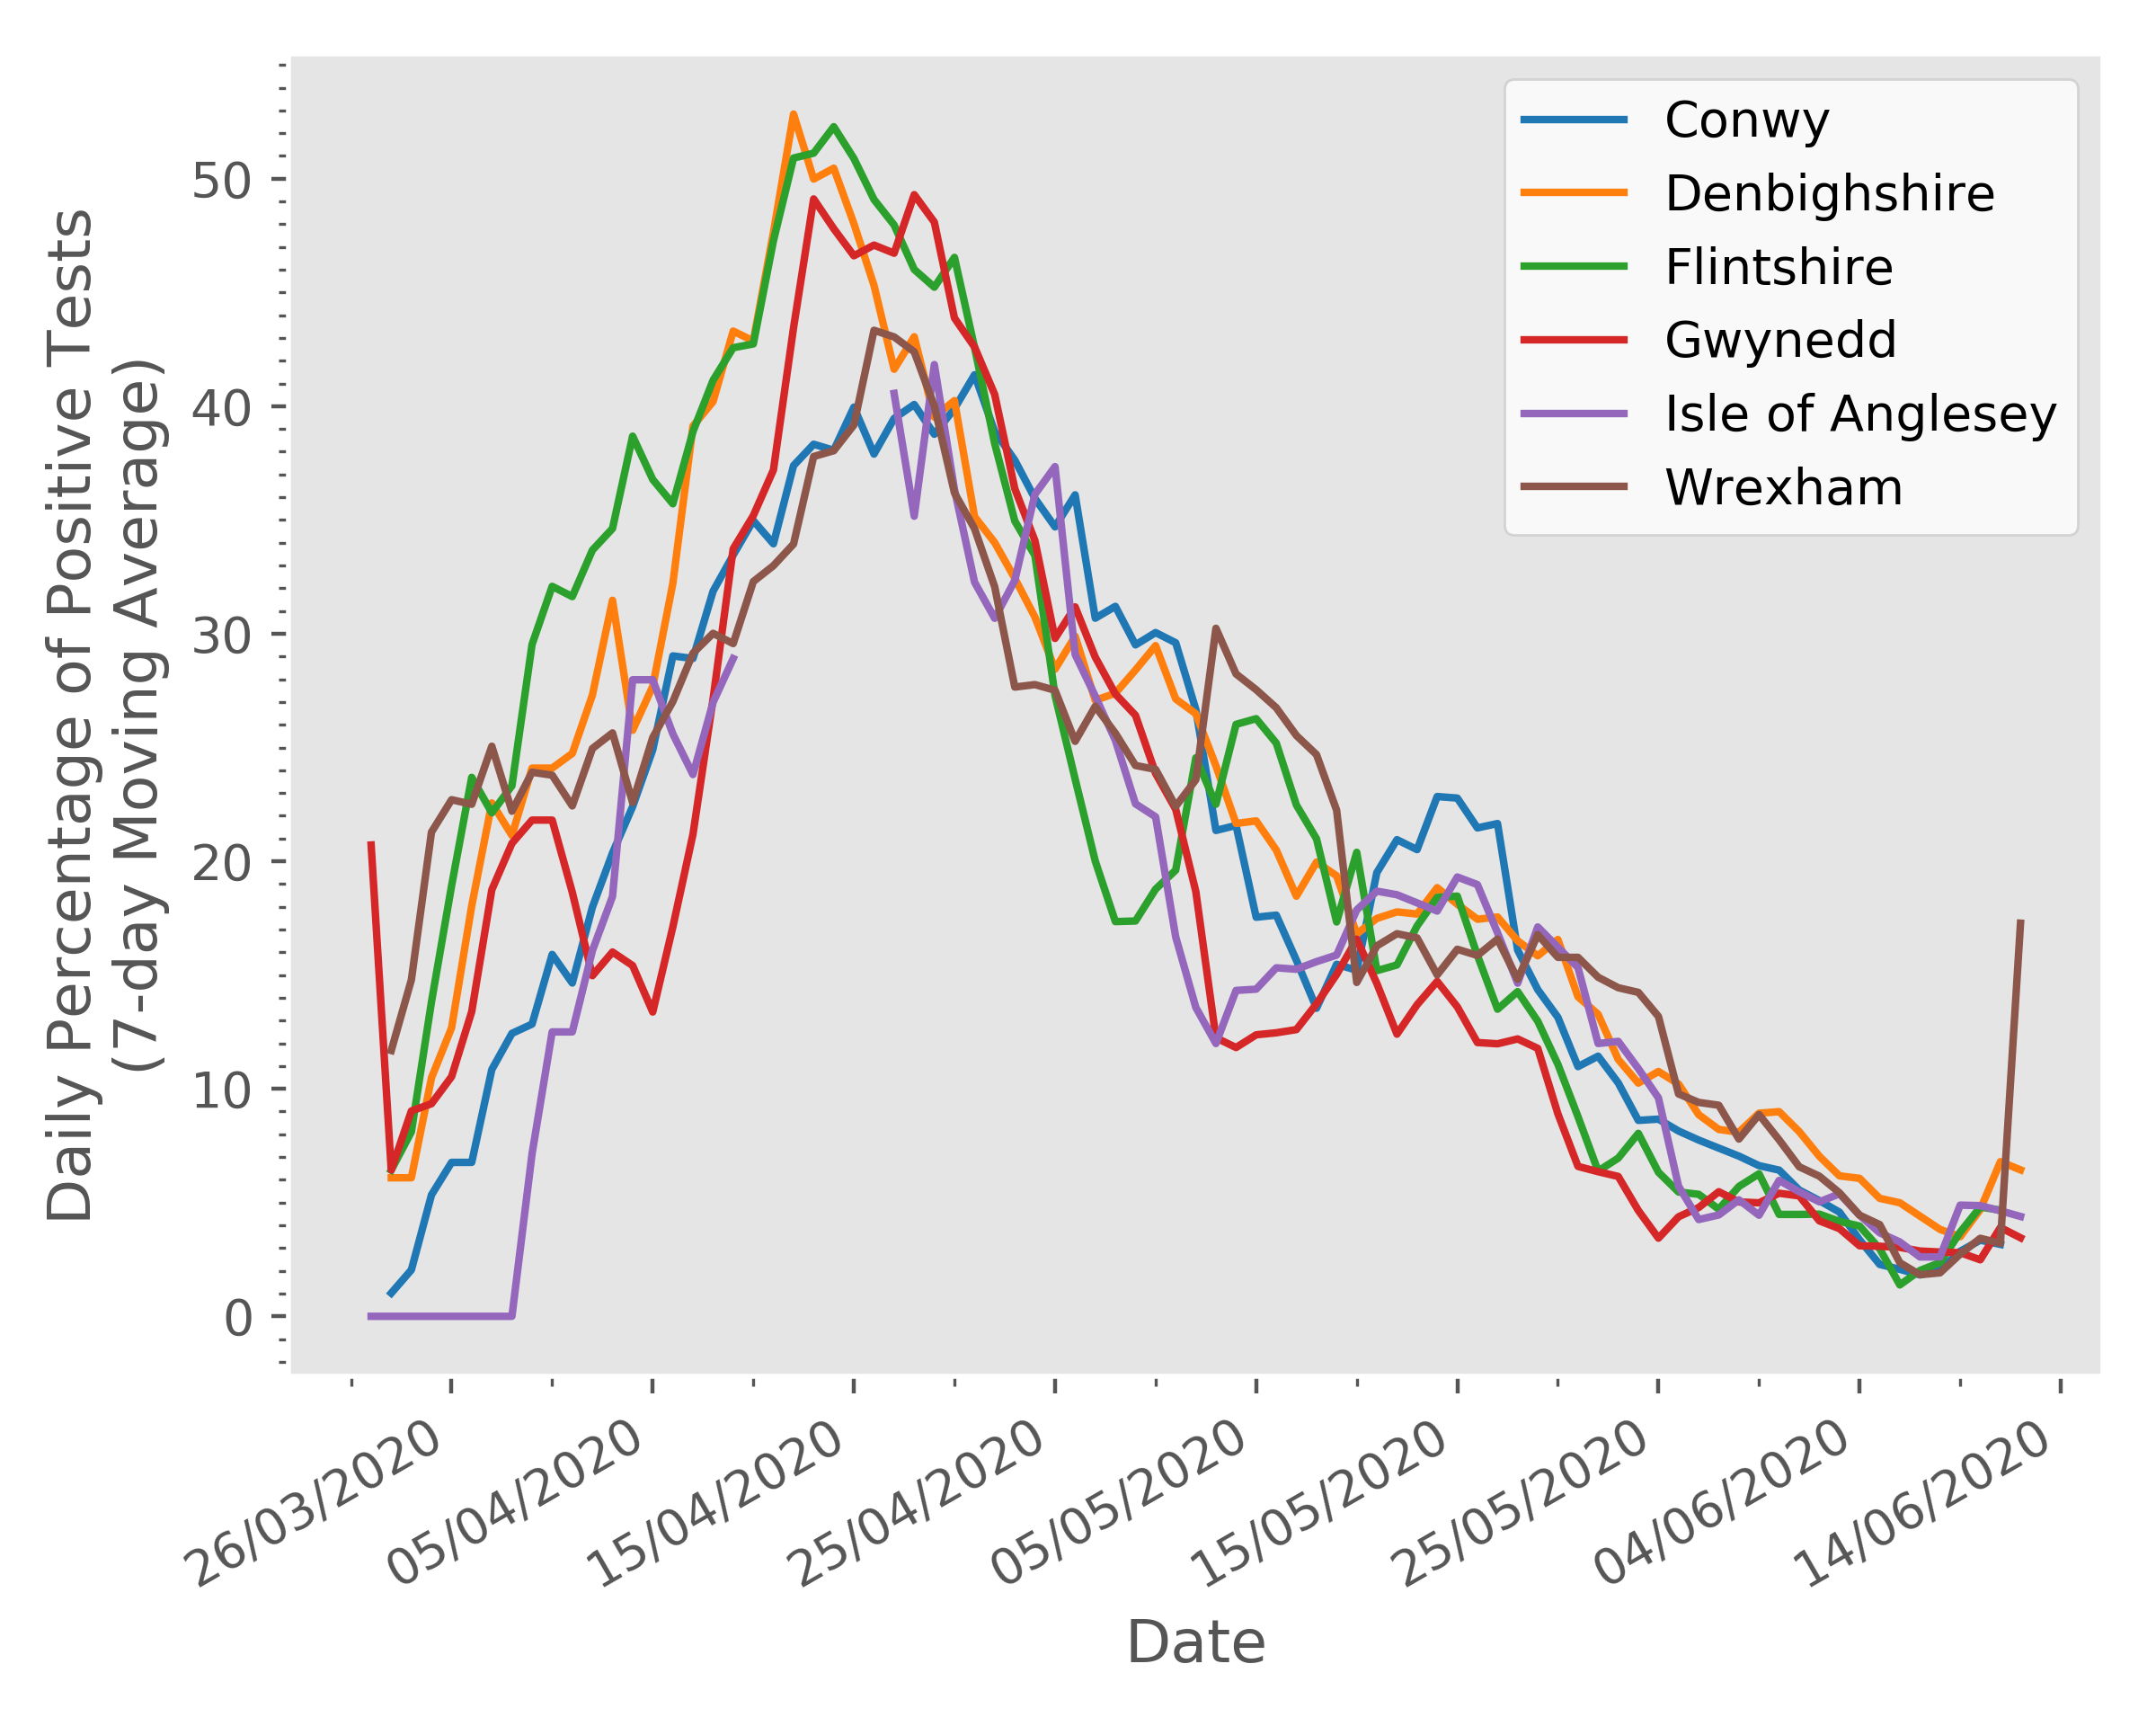 Daily Percentage of Positive Tests
(7-day Moving Average)
50
40
30
20
10
0
Conwy
Denbighshire
Flintshire
Gwynedd
Isle of Anglesey
Wrexham
26/03/2020
05/04/2020
15/04/2020
25/04/2020
05/05/2020
15/05/2020
25/05/2020
04/06/2020
14/06/2020
Date